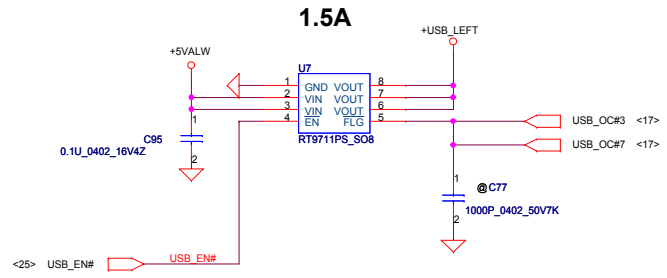 1.5A
+5VALW
+USB_LEFT
U7
1 GND VOUT 8
2 VIN VOUT 7
3 VIN VOUT 6
4 EN FLG 5
RT9711PS_SO8
1
C95
0.1U_0402_16V4Z
2
USB_OC#3 <17>
USB_OC#7 <17>
1
@C77
1000P_0402_50V7K
2
<25> USB_EN# USB_EN#